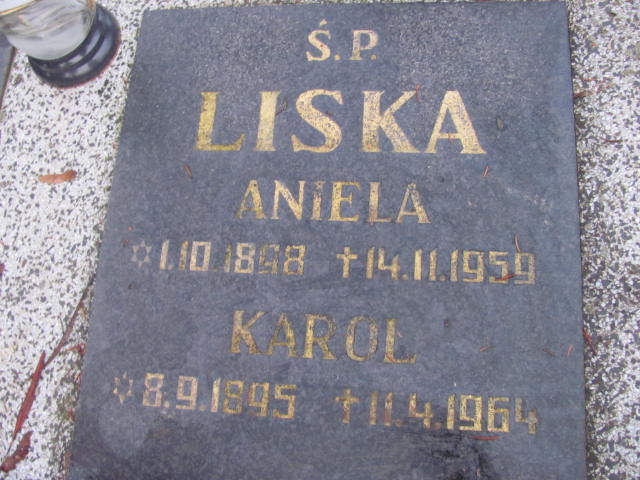 Ś.P.
LISKA
ANIELA
✡1.10.1898 †14.11.1959
KAROL
✡8.9.1895 †11.4.1964